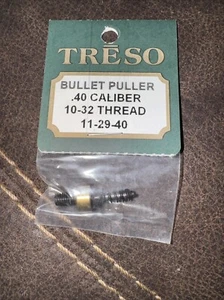 TRESO
BULLET PULLER
.40 CALIBER
10-32 THREAD
11-29-40